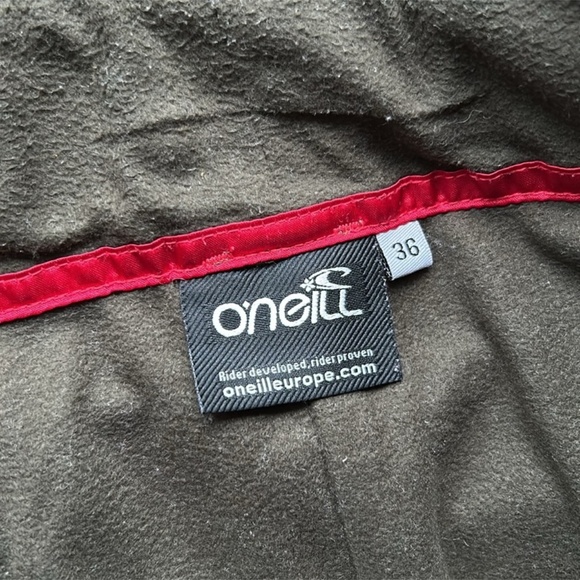 36
O'NEILL
Rider developed, rider proven
oneilleurope.com